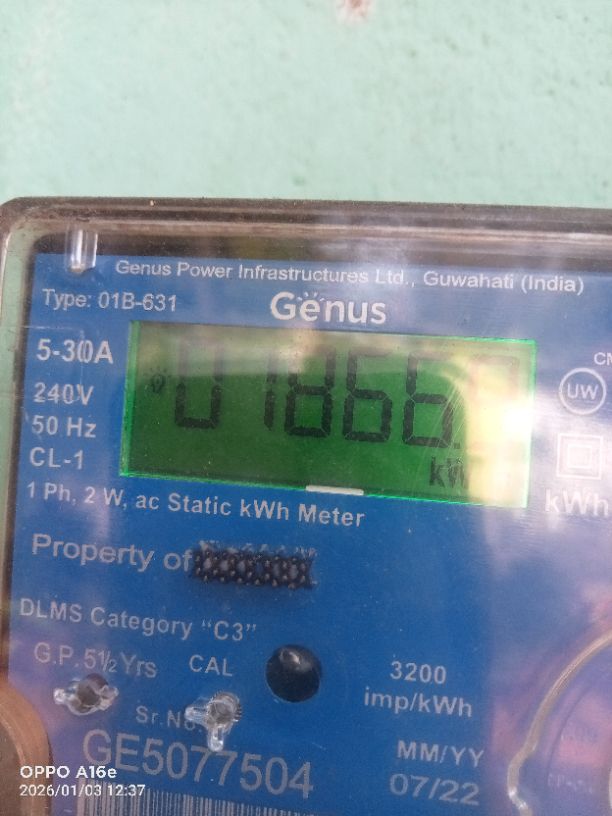 Genus Power Infrastructures Ltd., Guwahati (India)
Type: 01B-631
Genus
5-30A
240V
50 Hz
CL-1
01866.
UW
kWh
1 Ph, 2 W, ac Static kWh Meter
Property of
DLMS Category "C3"
G.P. 5½ Yrs
CAL
3200
imp/kWh
Sr.No.
GE5077504
MM/YY
07/22
OPPO A16e
2026/01/03 12:37